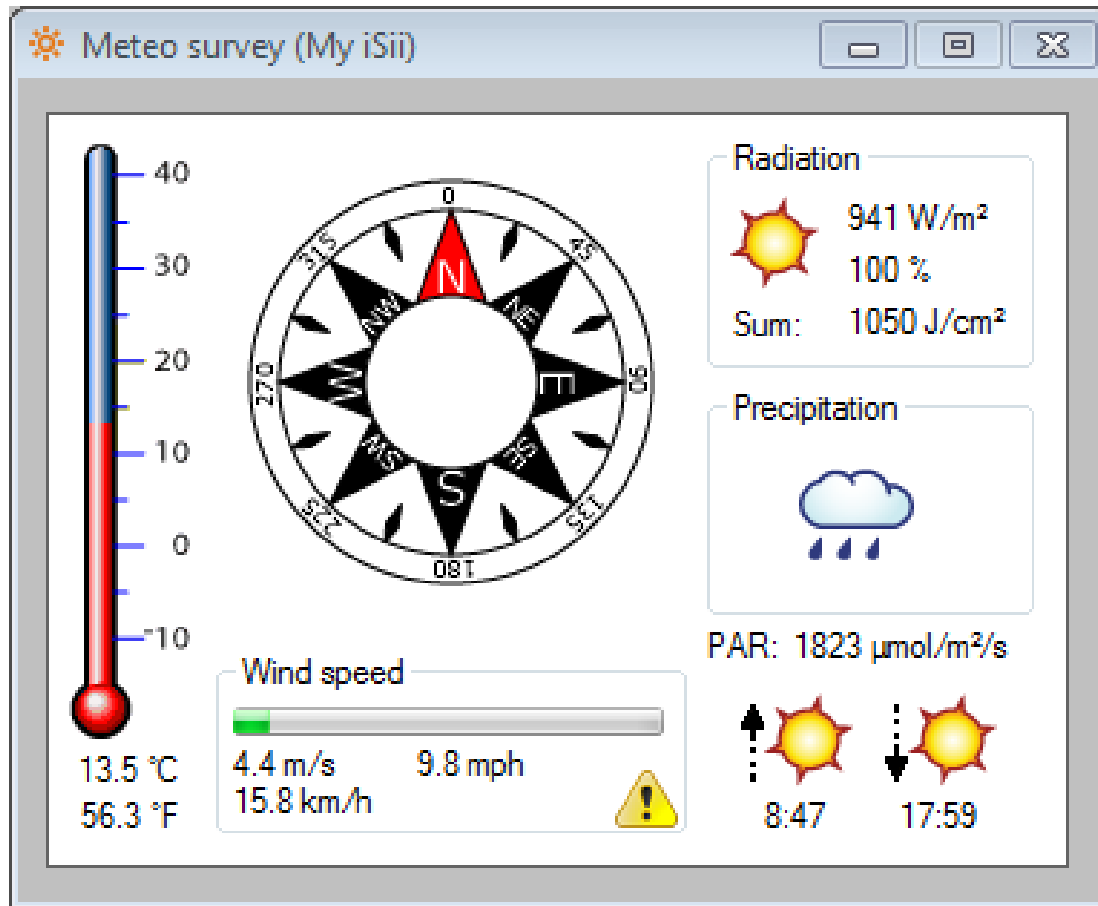 Meteo survey (My iSii)
40
30
20
10
0
-10
13.5 °C
56.3 °F
0
45
90
135
180
225
270
315
N
NE
E
SE
S
SW
W
NW
Wind speed
4.4 m/s 9.8 mph
15.8 km/h
Radiation
941 W/m²
100 %
Sum: 1050 J/cm²
Precipitation
PAR: 1823 µmol/m²/s
8:47 17:59